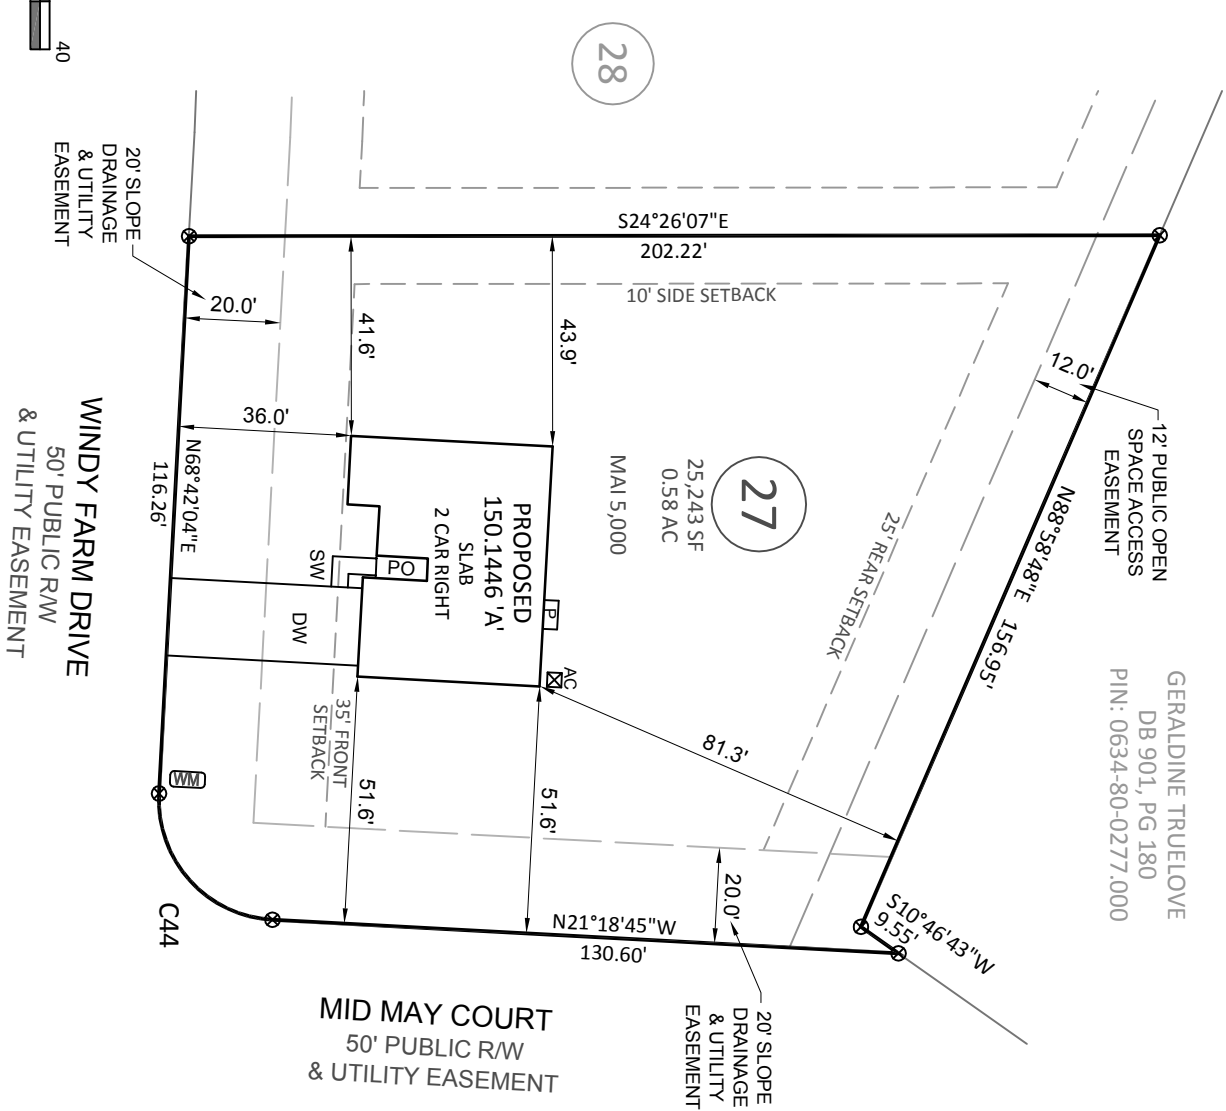 40
28
20' SLOPE
DRAINAGE
& UTILITY
EASEMENT
S24°26'07"E
202.22'
10' SIDE SETBACK
20.0'
41.6'
43.9'
12.0'
12' PUBLIC OPEN
SPACE ACCESS
EASEMENT
36.0'
N68°42'04"E
116.26'
WINDY FARM DRIVE
50' PUBLIC R/W
& UTILITY EASEMENT
27
25,243 SF
0.58 AC
MAI 5,000
N88°58'48"E 156.95'
25' REAR SETBACK
PROPOSED
150.1446 'A'
SLAB
2 CAR RIGHT
PO
SW
DW
P
AC
GERALDINE TRUELOVE
DB 901, PG 180
PIN: 0634-80-0277.000
35' FRONT
SETBACK
81.3'
51.6'
51.6'
WM
C44
20.0'
S10°46'43"W
9.55'
N21°18'45"W
130.60'
MID MAY COURT
50' PUBLIC R/W
& UTILITY EASEMENT
20' SLOPE
DRAINAGE
& UTILITY
EASEMENT